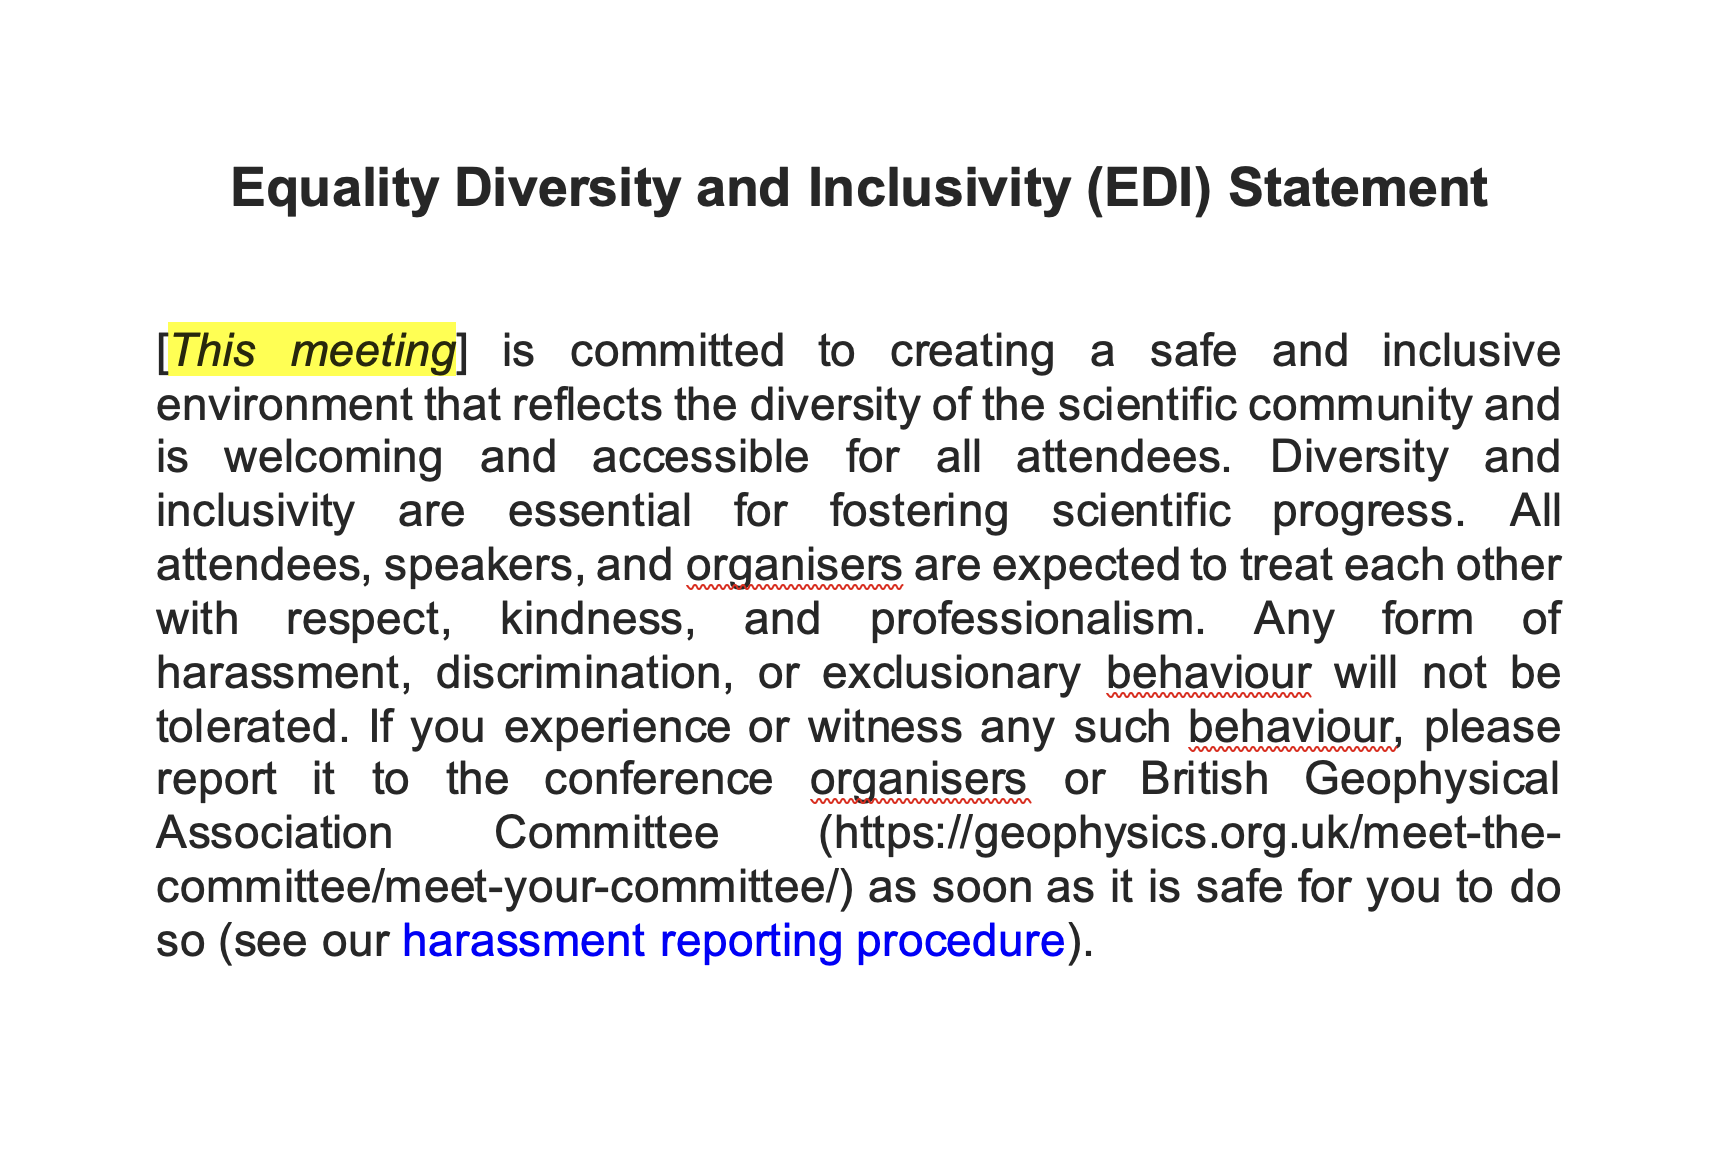 Equality Diversity and Inclusivity (EDI) Statement
[This meeting] is committed to creating a safe and inclusive
environment that reflects the diversity of the scientific community and
is welcoming and accessible for all attendees. Diversity and
inclusivity are essential for fostering scientific progress. All
attendees, speakers, and organisers are expected to treat each other
with respect, kindness, and professionalism. Any form of
harassment, discrimination, or exclusionary behaviour will not be
tolerated. If you experience or witness any such behaviour, please
report it to the conference organisers or British Geophysical
Association Committee (https://geophysics.org.uk/meet-the-
committee/meet-your-committee/) as soon as it is safe for you to do
so (see our harassment reporting procedure).